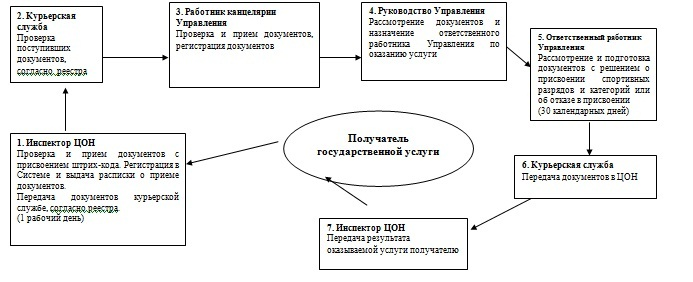 2. Курьерская
служба
Проверка
поступивших
документов,
согласно реестра
3. Работник канцелярии
Управления
Проверка и прием документов,
регистрация документов
4. Руководство Управления
Рассмотрение документов и
назначение ответственного
работника Управления по
оказанию услуги
5. Ответственный работник
Управления
Рассмотрение и подготовка
документов с решением о
присвоении спортивных
разрядов и категорий или
об отказе в присвоении
(30 календарных дней)
1. Инспектор ЦОН
Проверка и прием документов с
присвоением штрих-кода. Регистрация в
Системе и выдача расписки о приеме
документов.
Передача документов курьерской
службе, согласно реестра
(1 рабочий день)
Получатель
государственной услуги
6. Курьерская служба
Передача документов в ЦОН
7. Инспектор ЦОН
Передача результата
оказываемой услуги получателю